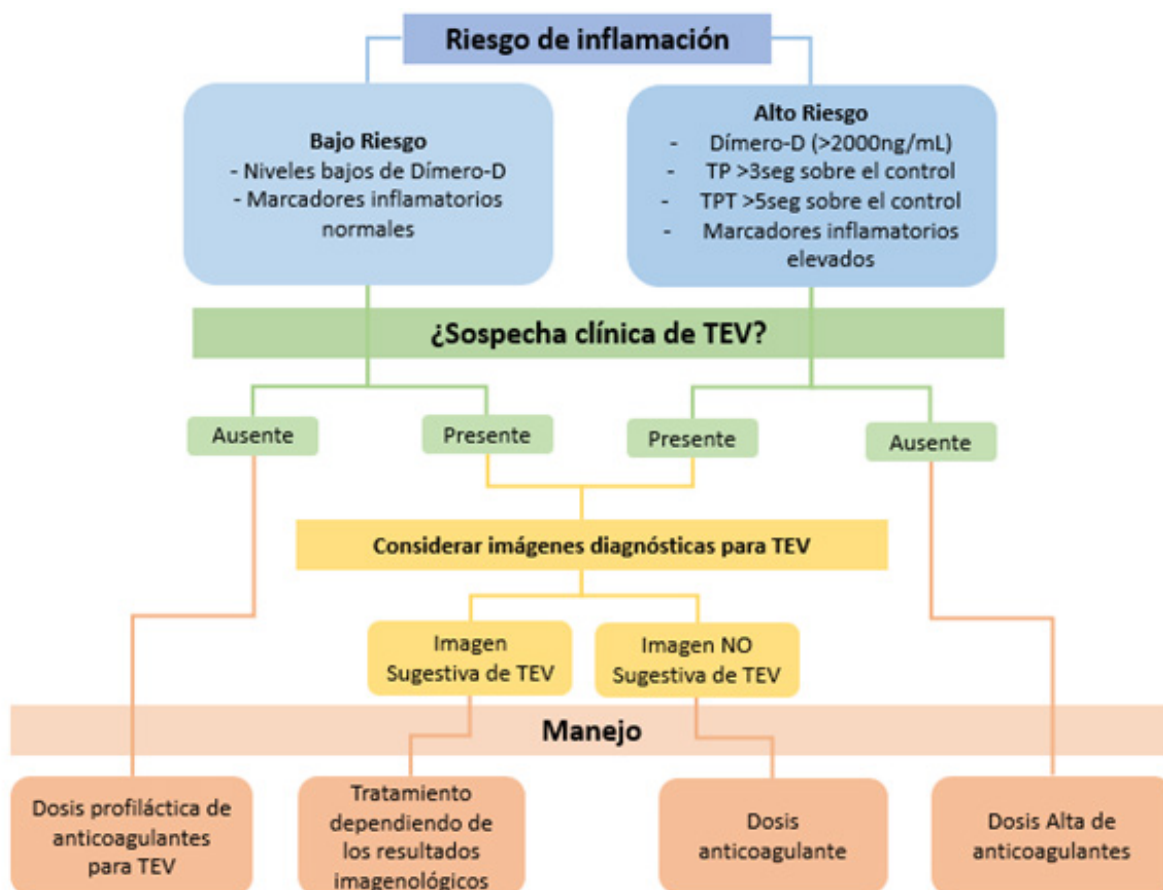 Riesgo de inflamación
Bajo Riesgo
- Niveles bajos de Dímero-D
- Marcadores inflamatorios
normales
Alto Riesgo
- Dímero-D (>2000ng/mL)
- TP >3seg sobre el control
- TPT >5seg sobre el control
- Marcadores inflamatorios
elevados
¿Sospecha clínica de TEV?
Ausente
Presente
Presente
Ausente
Considerar imágenes diagnósticas para TEV
Imagen
Sugestiva de TEV
Imagen NO
Sugestiva de TEV
Manejo
Dosis profiláctica de
anticoagulantes
para TEV
Tratamiento
dependiendo de
los resultados
imagenológicos
Dosis
anticoagulante
Dosis Alta de
anticoagulantes